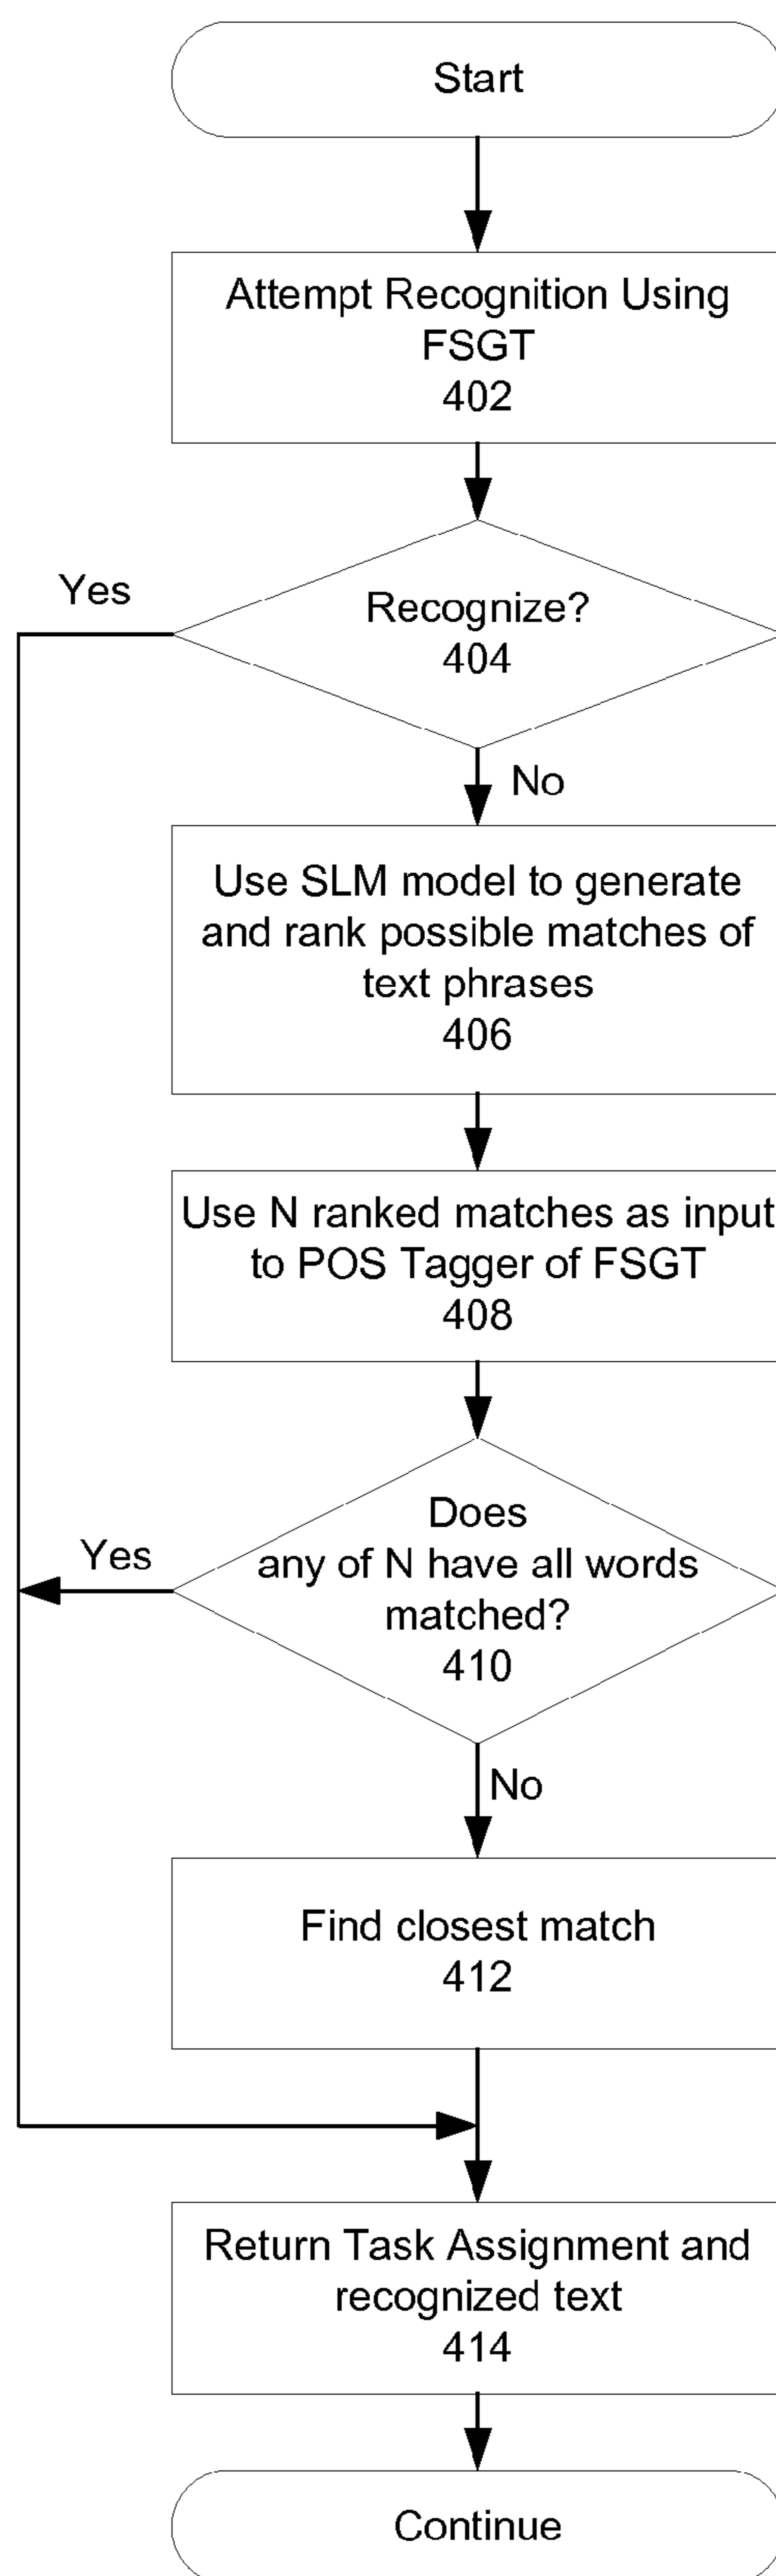 Start
Attempt Recognition Using
FSGT
402
Yes
Recognize?
404
No
Use SLM model to generate
and rank possible matches of
text phrases
406
Use N ranked matches as input
to POS Tagger of FSGT
408
Does
Yes
any of N have all words
matched?
410
No
Find closest match
412
Return Task Assignment and
recognized text
414
Continue